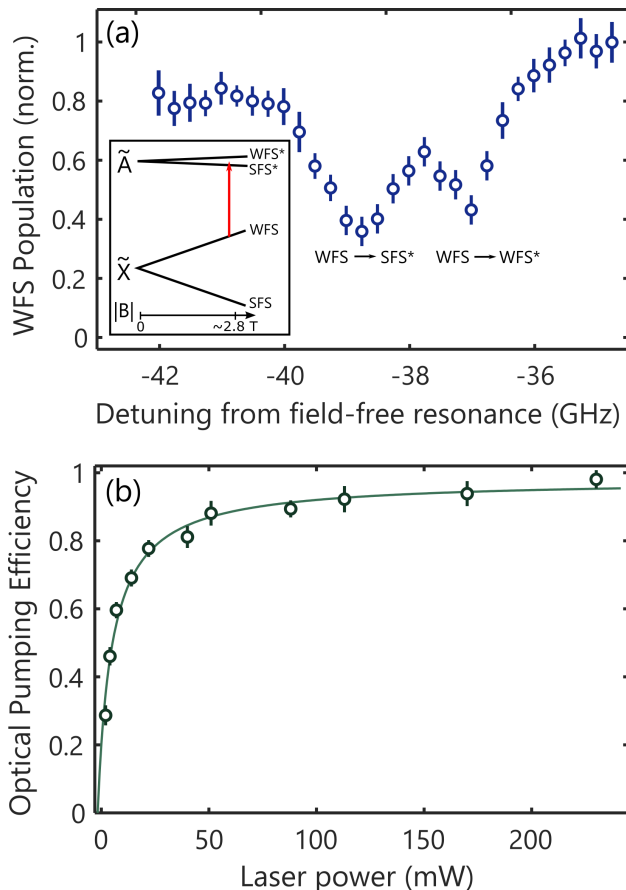 (a)
WFS Population (norm.)
1
0.8
0.6
0.4
0.2
0
Ã
WFS*
SFS*
WFS
X̃
SFS
|B|
0
~2.8 T
WFS → SFS*
WFS → WFS*
-42
-40
-38
-36
Detuning from field-free resonance (GHz)
(b)
Optical Pumping Efficiency
1
0.8
0.6
0.4
0.2
0
0
50
100
150
200
Laser power (mW)